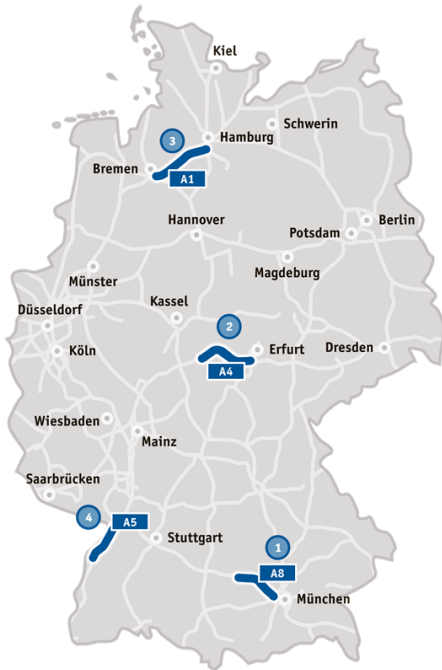 Kiel
Schwerin
3
Hamburg
Bremen
A1
Hannover
Berlin
Potsdam
Magdeburg
Münster
Kassel
Düsseldorf
2
Köln
Erfurt
Dresden
A4
Wiesbaden
Mainz
Saarbrücken
4
A5
Stuttgart
1
A8
München